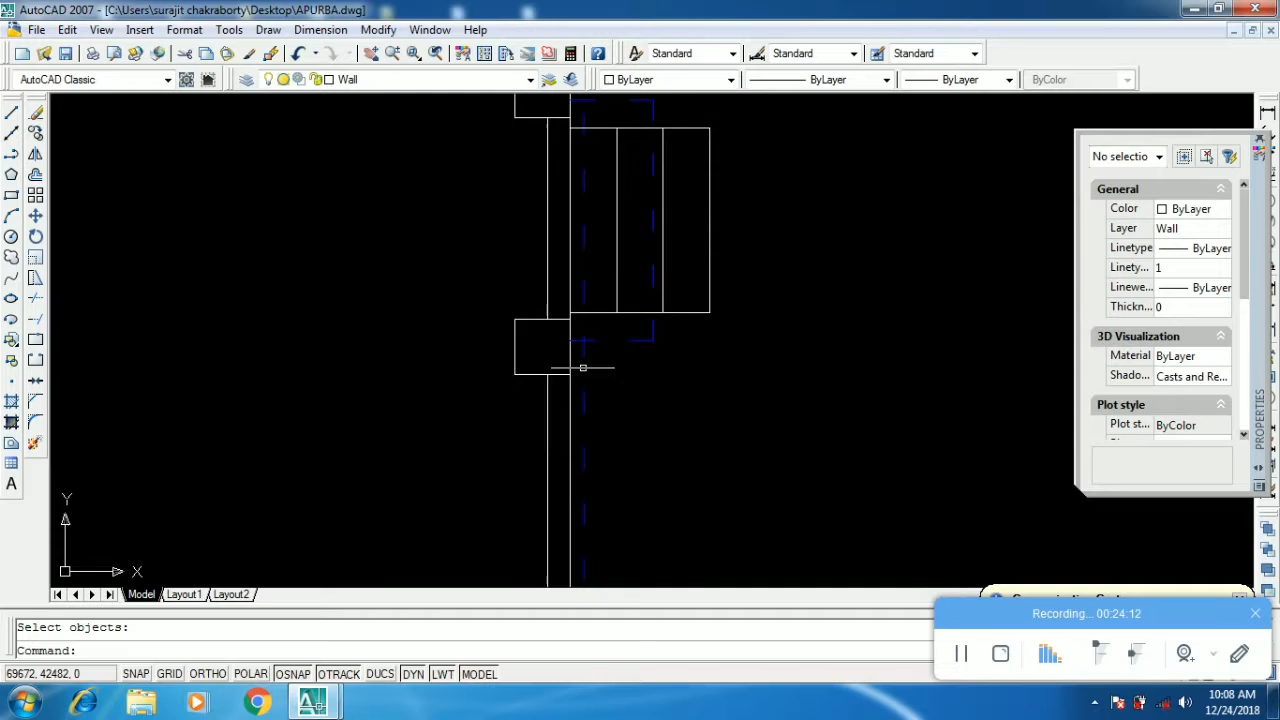 AutoCAD 2007 - [C:\Users\surajit chakraborty\Desktop\APURBA.dwg]
File Edit View Insert Format Tools Draw Dimension Modify Window Help
Standard Standard Standard
AutoCAD Classic Wall ByLayer ByLayer ByLayer ByColor
No selectio
General
Color ByLayer
Layer Wall
Linetype ByLayer
Linety... 1
Linewe... ByLayer
Thickn... 0
3D Visualization
Material ByLayer
Shado... Casts and Re...
Plot style
Plot st... ByColor
PROPERTIES
A
Y
X
Model Layout1 Layout2
Select objects:
Command:
Recording... 00:24:12
69672, 42482, 0 SNAP GRID ORTHO POLAR OSNAP OTRACK DUCS DYN LWT MODEL
10:08 AM
12/24/2018